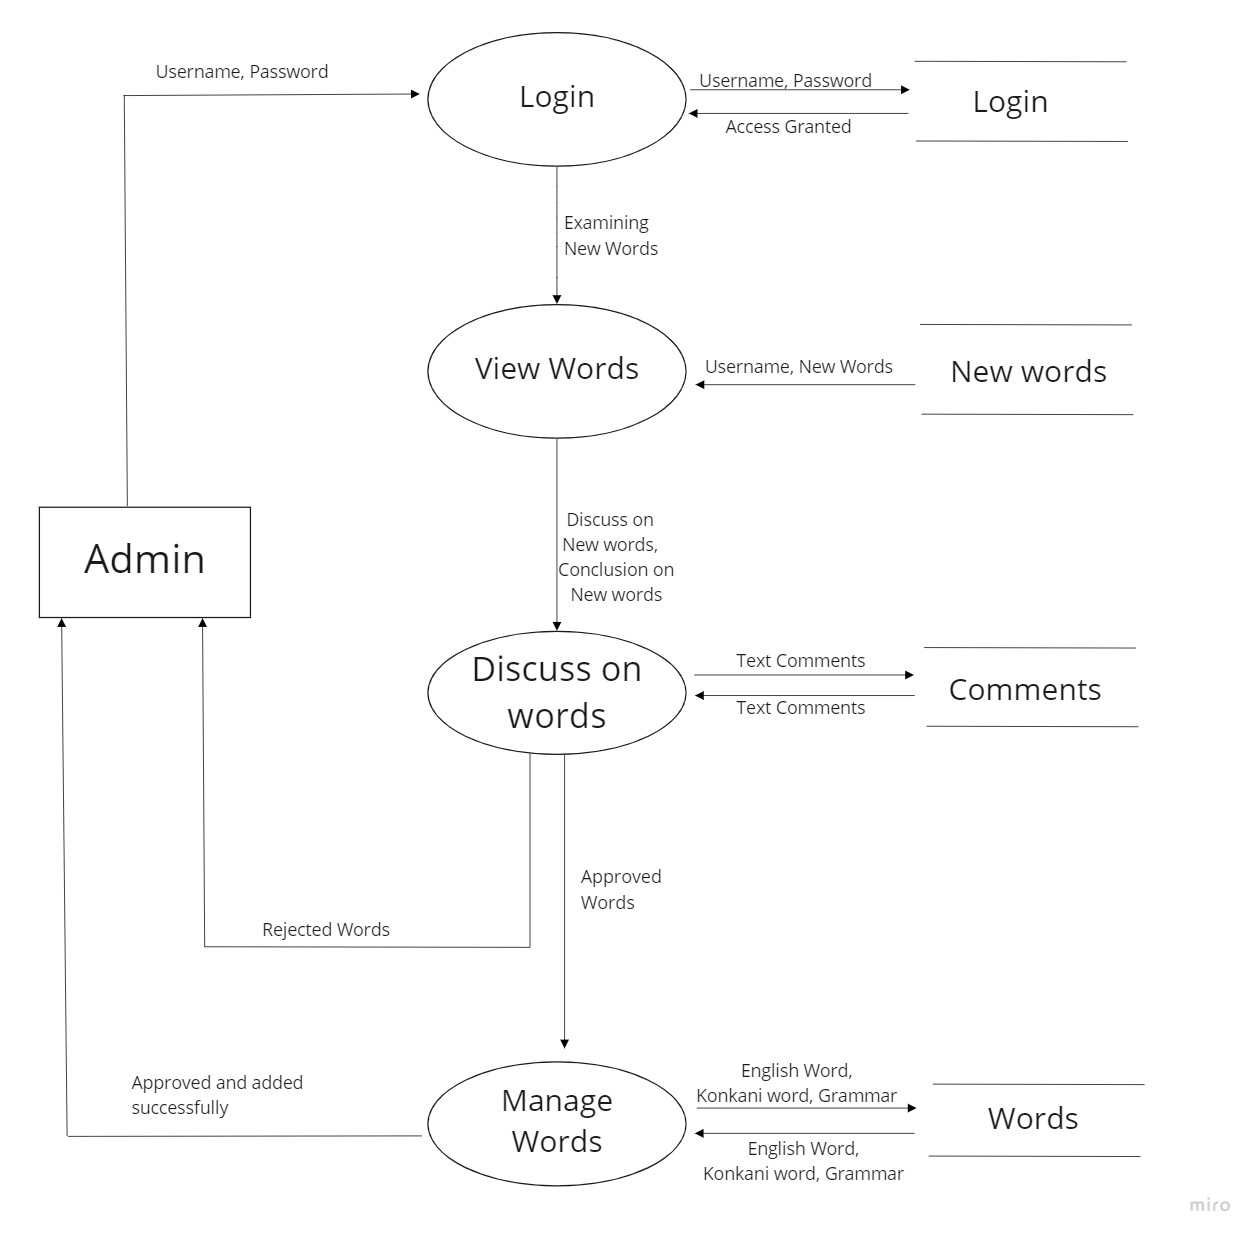 Username, Password
Login
Username, Password
Login
Access Granted
Examining
New Words
View Words
Username, New Words
New words
Discuss on
New words,
Conclusion on
New words
Admin
Discuss on
words
Text Comments
Comments
Text Comments
Approved
Words
Rejected Words
Approved and added
successfully
Manage
Words
English Word,
Konkani word, Grammar
Words
English Word,
Konkani word, Grammar
miro